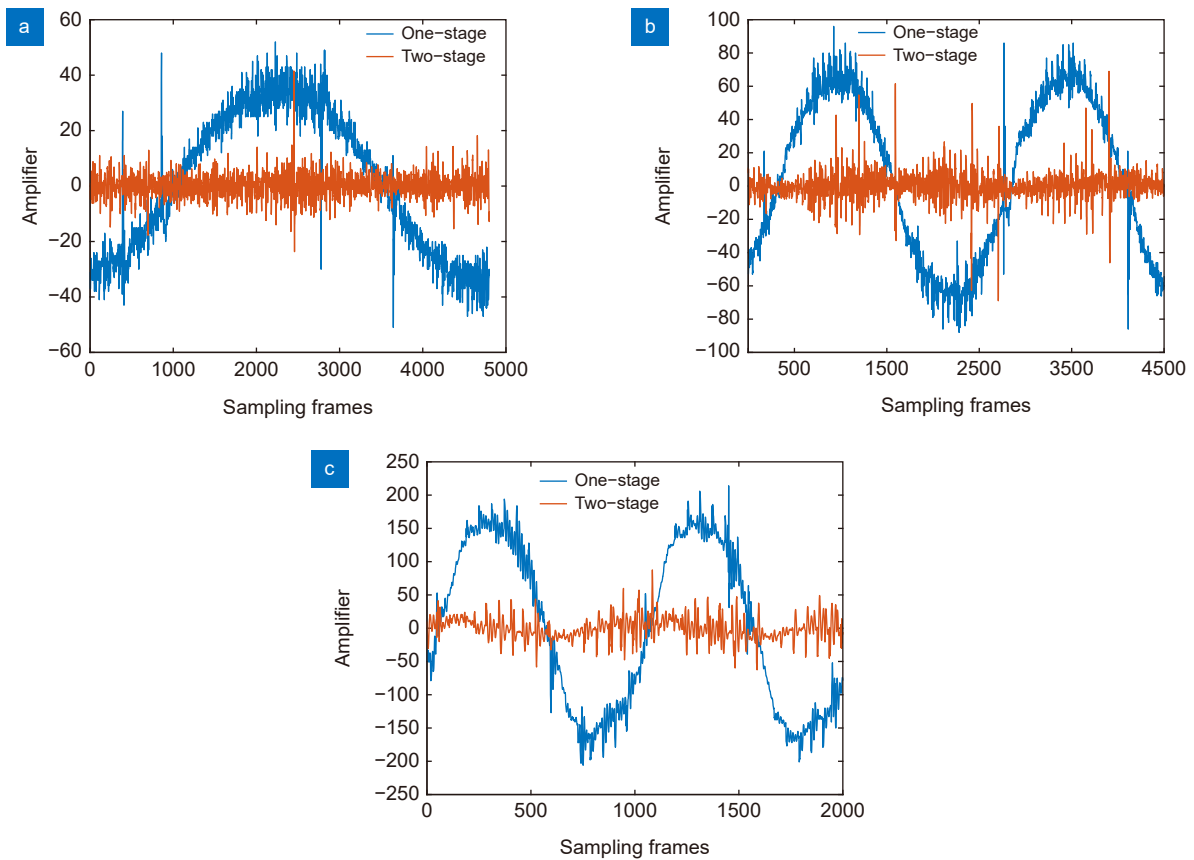 a
60
40
20
0
−20
−40
−60
One−stage
Two−stage
Amplifier
0 1000 2000 3000 4000 5000
Sampling frames
b
100
80
60
40
20
0
−20
−40
−60
−80
−100
One−stage
Two−stage
Amplifier
500 1500 2500 3500 4500
Sampling frames
c
250
200
150
100
50
0
−50
−100
−150
−200
−250
One−stage
Two−stage
Amplifier
0 500 1000 1500 2000
Sampling frames